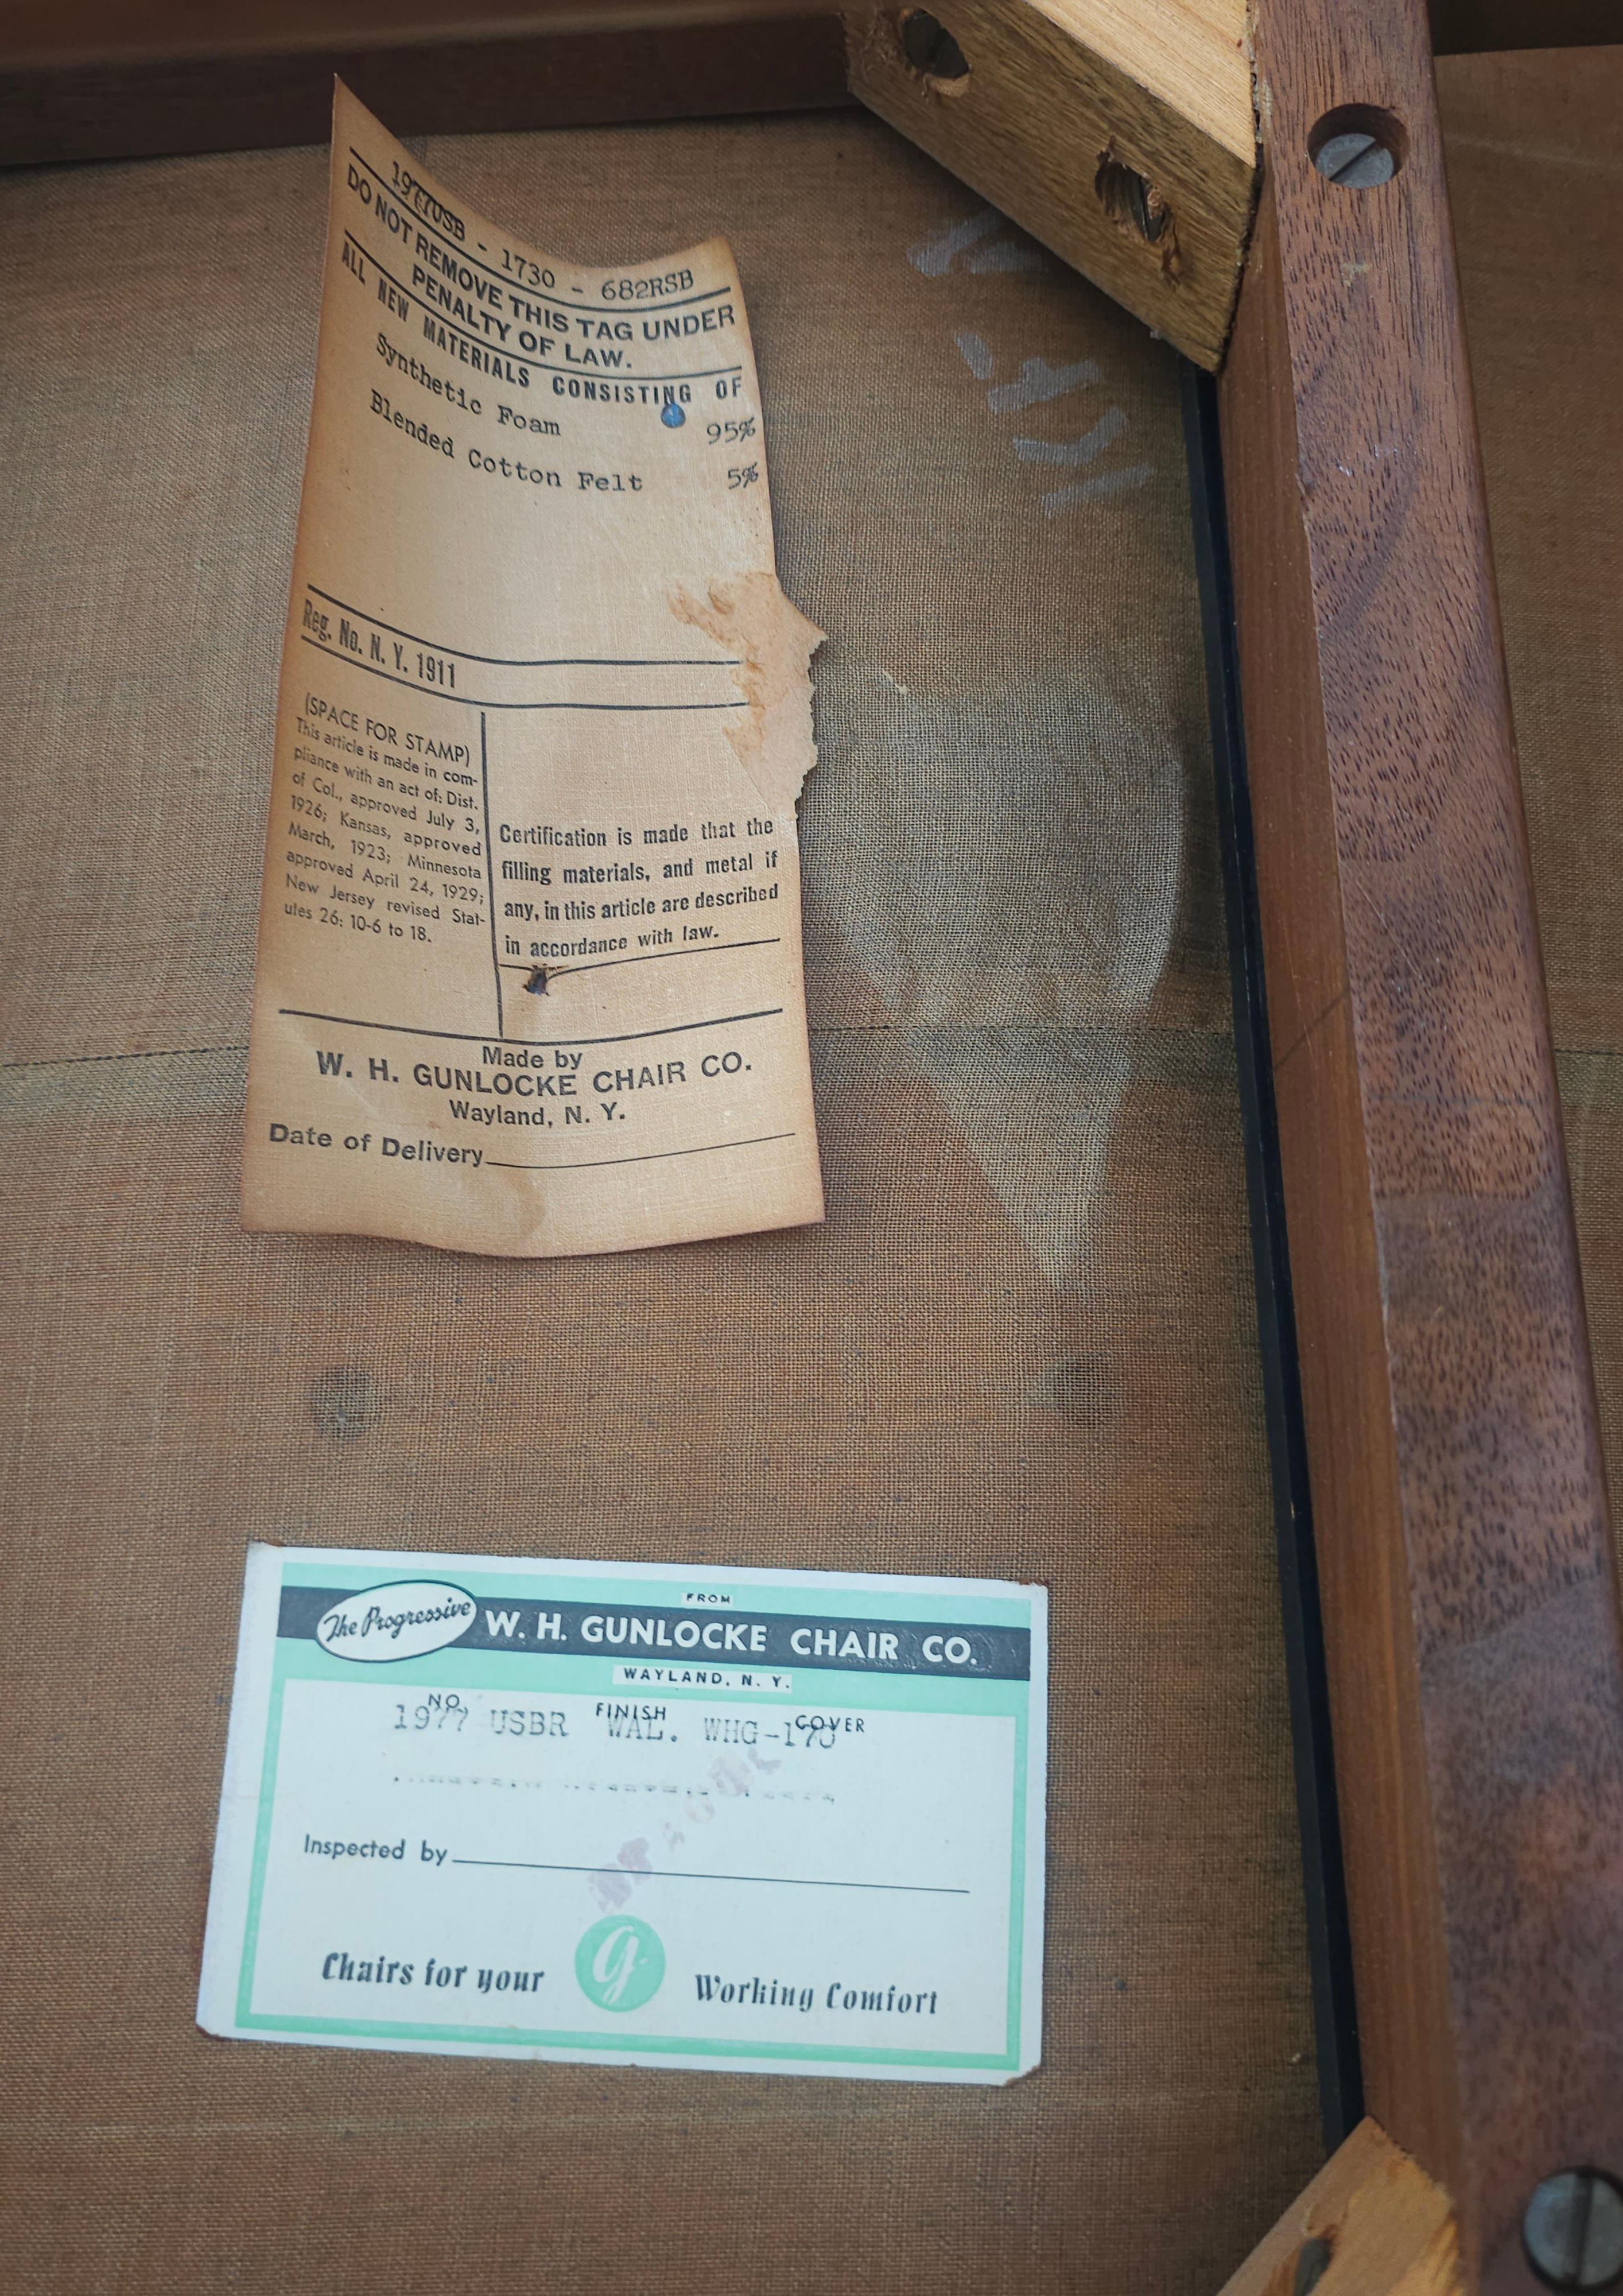 1977USB - 1730 - 682RSB
DO NOT REMOVE THIS TAG UNDER
PENALTY OF LAW.
ALL NEW MATERIALS CONSISTING OF
Synthetic Foam 95%
Blended Cotton Felt 5%
Reg. No. N. Y. 1911
(SPACE FOR STAMP)
This article is made in com-
pliance with an act of: Dist.
of Col., approved July 3,
1926; Kansas, approved
March, 1923; Minnesota
approved April 24, 1929;
New Jersey revised Stat-
utes 26: 10-6 to 18.
Certification is made that the
filling materials, and metal if
any, in this article are described
in accordance with law.
Made by
W. H. GUNLOCKE CHAIR CO.
Wayland, N. Y.
Date of Delivery
FROM
The Progressive W. H. GUNLOCKE CHAIR CO.
WAYLAND, N. Y.
NO. FINISH COVER
1977 USBR WAL. WHG-170
Inspected by
Chairs for your g Working Comfort